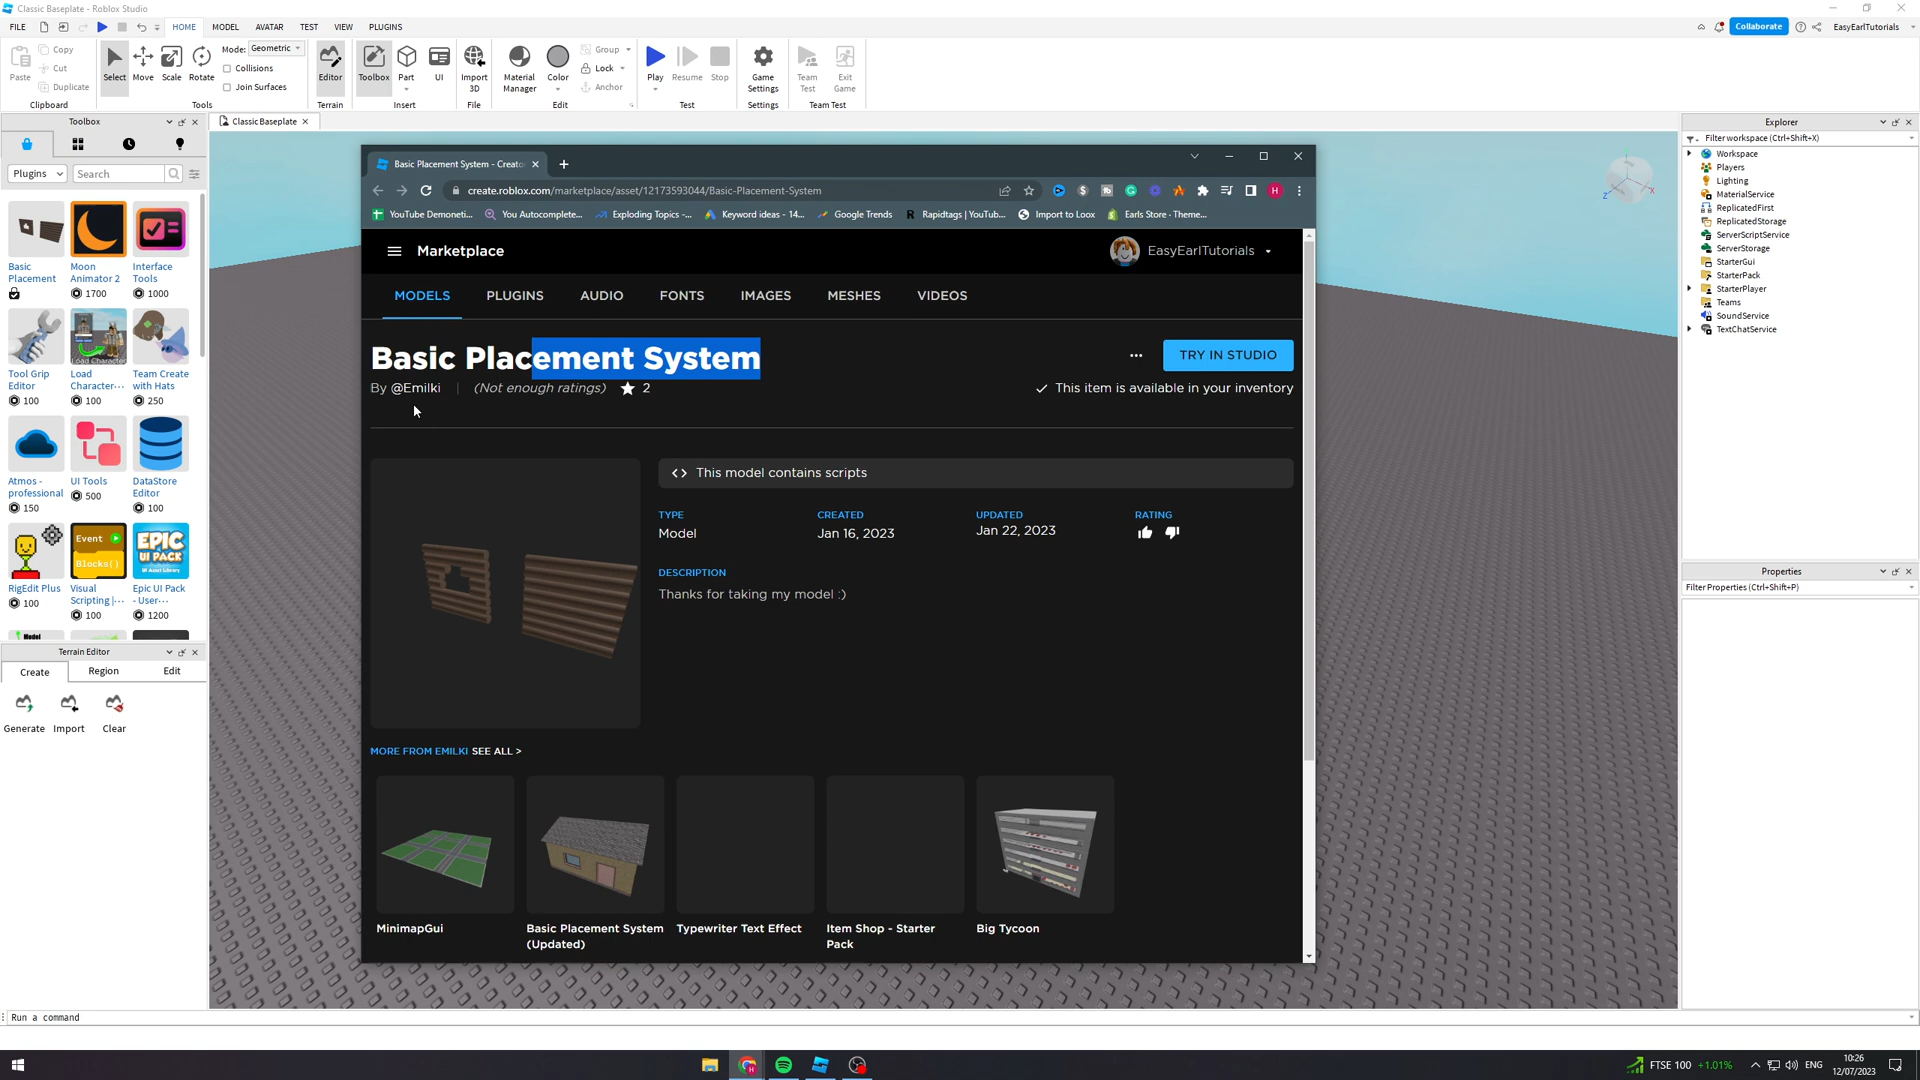 Classic Baseplate - Roblox Studio
FILE HOME MODEL AVATAR TEST VIEW PLUGINS
Collaborate EasyEarlTutorials
Paste Copy Cut Duplicate
Clipboard
Select Move Scale Rotate
Mode: Geometric
Collisions
Join Surfaces
Tools
Editor
Terrain
Toolbox Part UI
Insert
Import 3D
File
Material Manager Color
Group
Lock
Anchor
Edit
Play Resume Stop
Test
Game Settings
Settings
Team Test Exit Game
Team Test
Toolbox
Classic Baseplate
Plugins Search
Basic Placement
Moon Animator 2
1700
Interface Tools
1000
Tool Grip Editor
100
Load Character
Load Character-...
100
Team Create with Hats
250
Atmos - professional
150
UI Tools
500
DataStore Editor
100
RigEdit Plus
100
Event
Blocks()
Visual Scripting |...
100
EPIC UI PACK
Epic UI Pack - User-...
1200
Model
Terrain Editor
Create Region Edit
Generate Import Clear
Basic Placement System - Creato
create.roblox.com/marketplace/asset/12173593044/Basic-Placement-System
H
YouTube Demoneti... You Autocomplete... Exploding Topics -... Keyword ideas - 14... Google Trends Rapidtags | YouTub... Import to Loox Earls Store · Theme...
Marketplace
EasyEarlTutorials
MODELS PLUGINS AUDIO FONTS IMAGES MESHES VIDEOS
Basic Placement System
TRY IN STUDIO
By @Emilki | (Not enough ratings) 2
This item is available in your inventory
This model contains scripts
TYPE CREATED UPDATED RATING
Model Jan 16, 2023 Jan 22, 2023
DESCRIPTION
Thanks for taking my model :)
MORE FROM EMILKI SEE ALL >
MinimapGui
Basic Placement System (Updated)
Typewriter Text Effect
Item Shop - Starter Pack
Big Tycoon
Z X
Explorer
Filter workspace (Ctrl+Shift+X)
Workspace
Players
Lighting
MaterialService
ReplicatedFirst
ReplicatedStorage
ServerScriptService
ServerStorage
StarterGui
StarterPack
StarterPlayer
Teams
SoundService
TextChatService
Properties
Filter Properties (Ctrl+Shift+P)
Run a command
FTSE 100 +1.01% ENG
10:26
12/07/2023